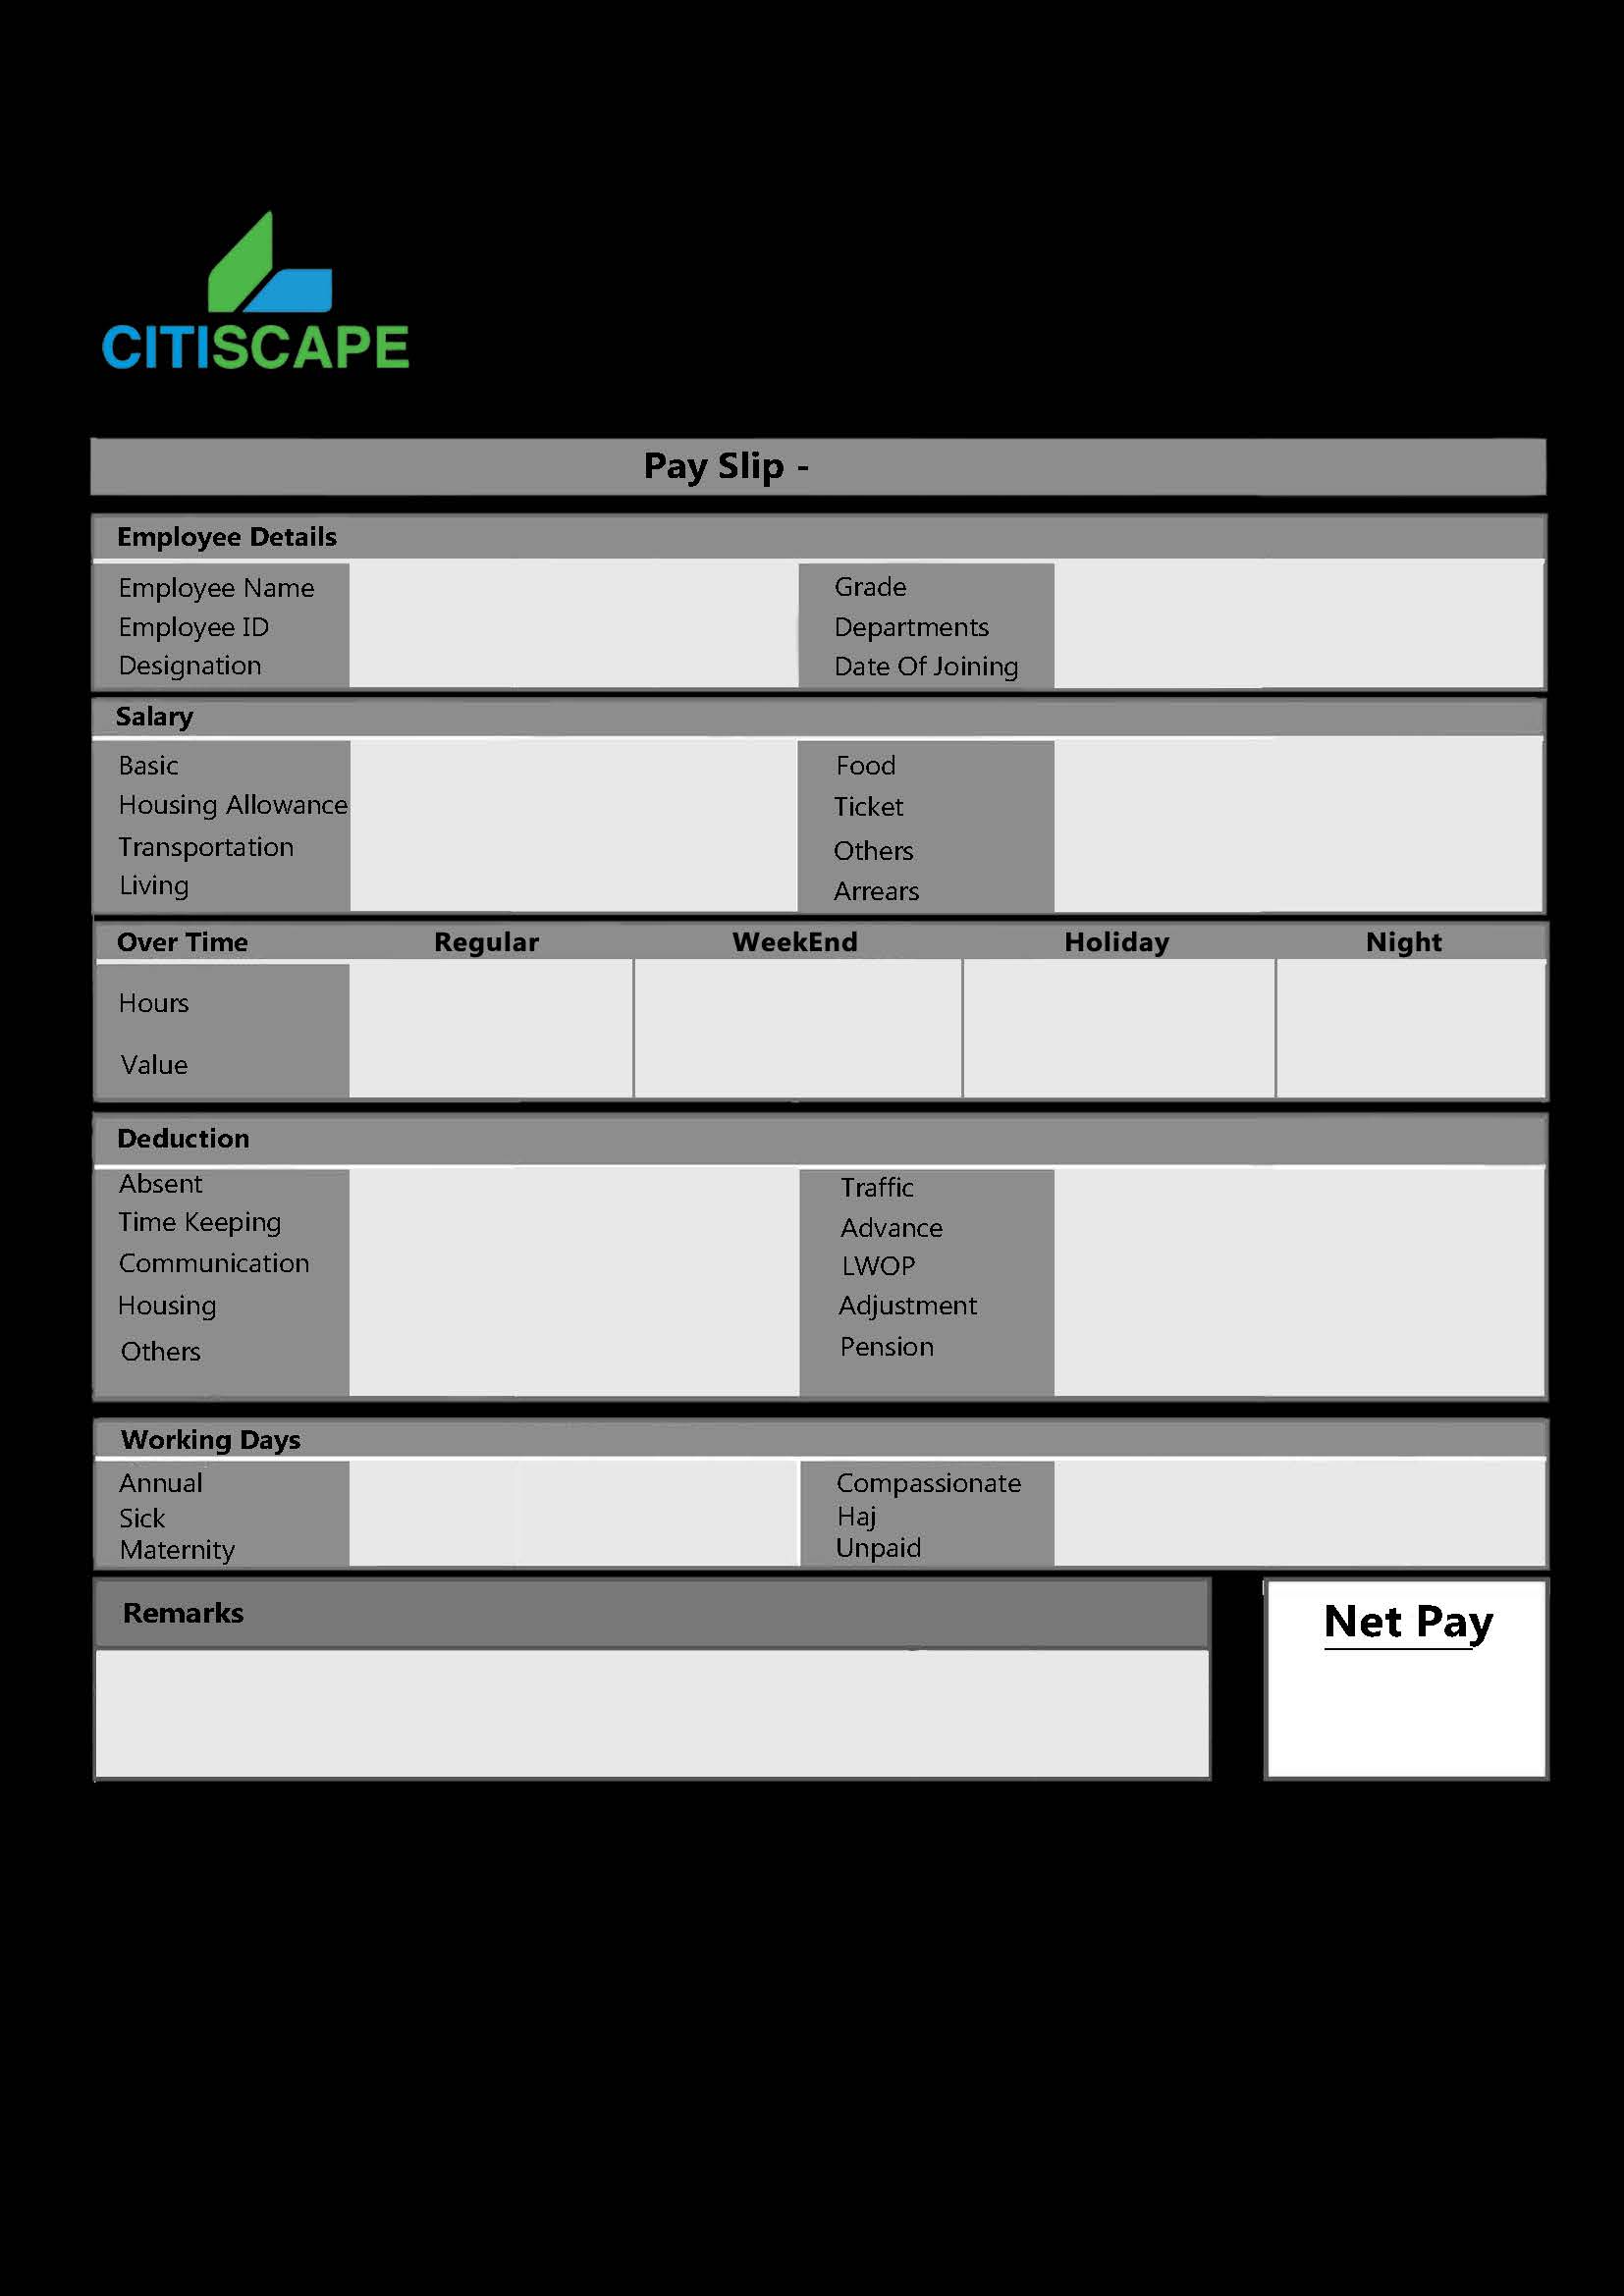 CITISCAPE
Pay Slip -
Employee Details
Employee Name
Grade
Employee ID
Departments
Designation
Date Of Joining
Salary
Basic
Food
Housing Allowance
Ticket
Transportation
Others
Living
Arrears
Over Time Regular WeekEnd Holiday Night
Hours
Value
Deduction
Absent
Traffic
Time Keeping
Advance
Communication
LWOP
Housing
Adjustment
Others
Pension
Working Days
Annual
Compassionate
Sick
Haj
Maternity
Unpaid
Remarks
Net Pay